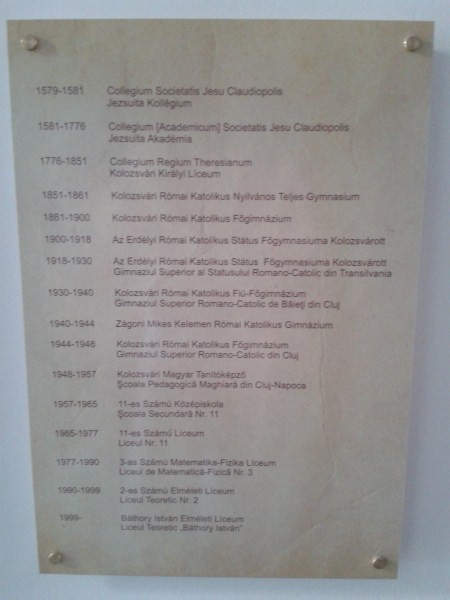 1579-1581 Collegium Societatis Jesu Claudiopolis
Jezsuita Kollégium
1581-1776 Collegium [Academicum] Societatis Jesu Claudiopolis
Jezsuita Akadémia
1776-1851 Collegium Regium Theresianum
Kolozsvári Királyi Líceum
1851-1861 Kolozsvári Római Katolikus Nyilvános Teljes Gymnasium
1861-1900 Kolozsvári Római Katolikus Főgimnázium
1900-1918 Az Erdélyi Római Katolikus Státus Főgymnasiuma Kolozsvárott
1918-1930 Az Erdélyi Római Katolikus Státus Főgymnasiuma Kolozsvárott
Gimnaziul Superior al Statusului Romano-Catolic din Transilvania
1930-1940 Kolozsvári Római Katolikus Fiú-Főgimnázium
Gimnaziul Superior Romano-Catolic de Băieţi din Cluj
1940-1944 Zágoni Mikes Kelemen Római Katolikus Gimnázium
1944-1948 Kolozsvári Római Katolikus Főgimnázium
Gimnaziul Superior Romano-Catolic din Cluj
1948-1957 Kolozsvári Magyar Tanítóképző
Şcoala Pedagogică Maghiară din Cluj-Napoca
1957-1965 11-es Számú Középiskola
Şcoala Secundară Nr. 11
1965-1977 11-es Számú Líceum
Liceul Nr. 11
1977-1990 3-as Számú Matematika-Fizika Líceum
Liceul de Matematică-Fizică Nr. 3
1990-1999 2-es Számú Elméleti Líceum
Liceul Teoretic Nr. 2
1999- Báthory István Elméleti Líceum
Liceul Teoretic „Báthory István”